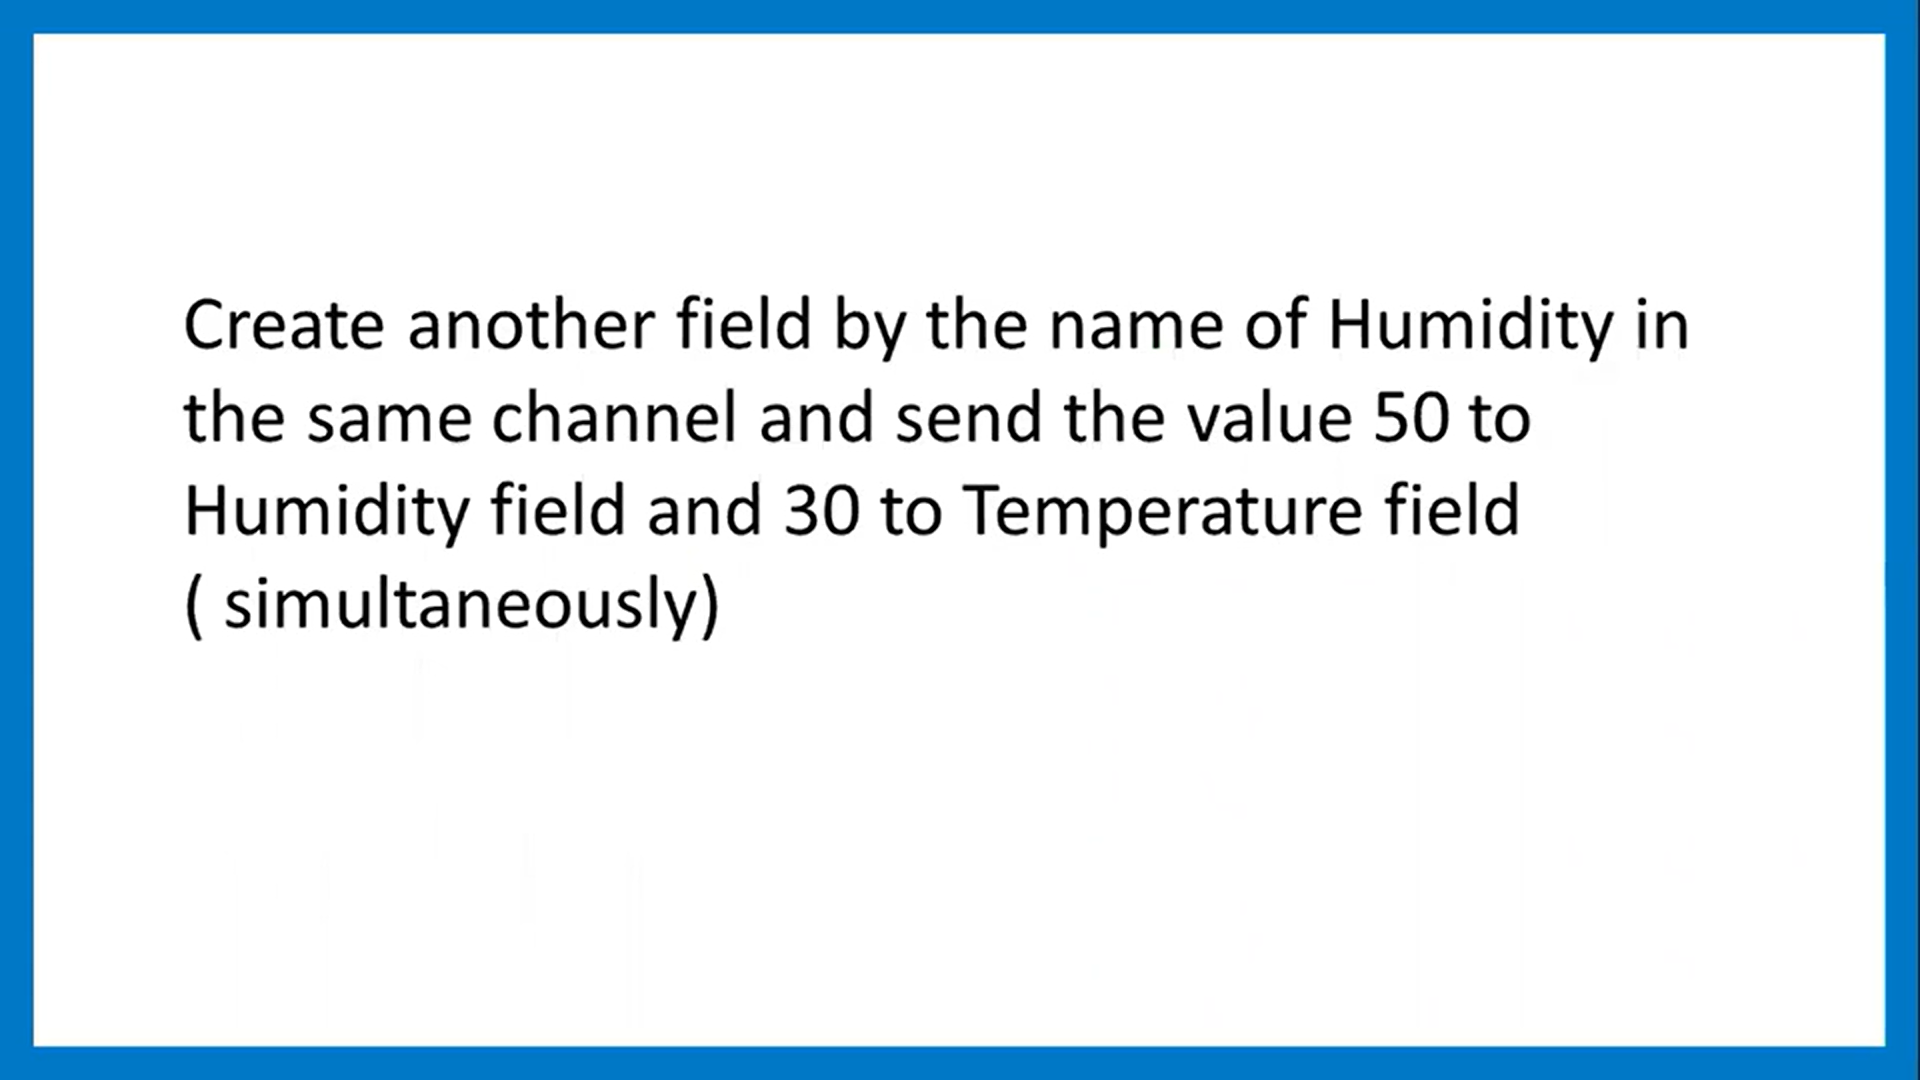 Create another field by the name of Humidity in
the same channel and send the value 50 to
Humidity field and 30 to Temperature field
( simultaneously)